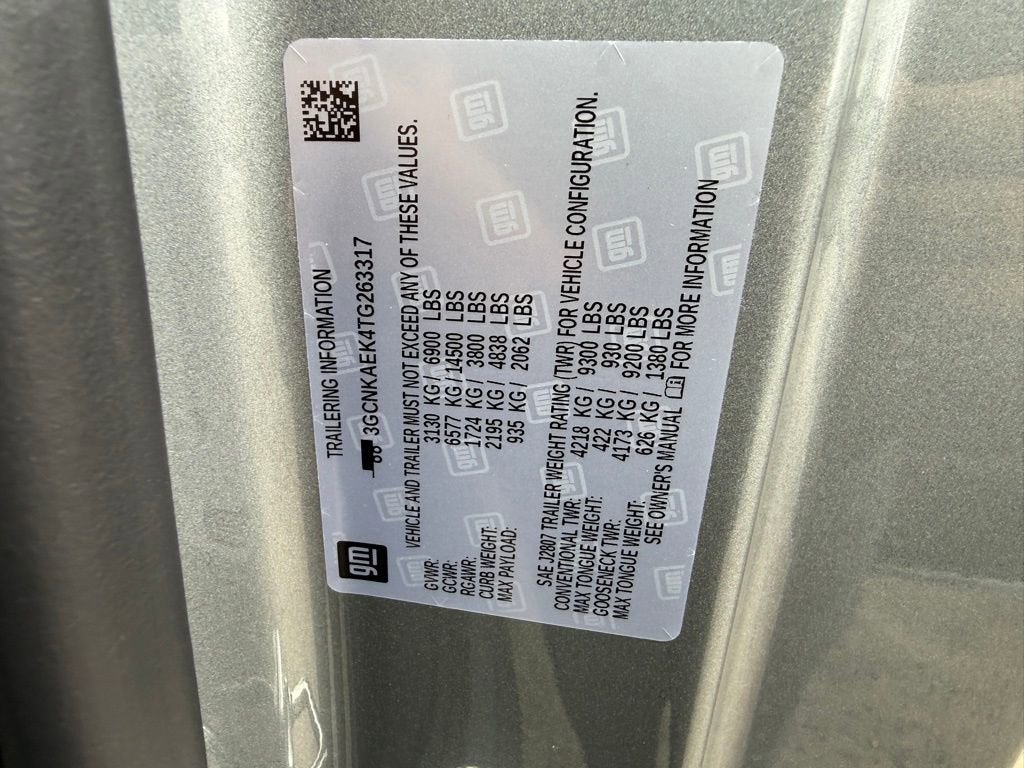 gm
TRAILERING INFORMATION
3GCNKAEK4TG263317
VEHICLE AND TRAILER MUST NOT EXCEED ANY OF THESE VALUES.
GVWR: 3130 KG / 6900 LBS
GCWR: 6577 KG / 14500 LBS
RGAWR: 1724 KG / 3800 LBS
CURB WEIGHT: 2195 KG / 4838 LBS
MAX PAYLOAD: 935 KG / 2062 LBS
SAE J2807 TRAILER WEIGHT RATING (TWR) FOR VEHICLE CONFIGURATION.
CONVENTIONAL TWR: 4218 KG / 9300 LBS
MAX TONGUE WEIGHT: 422 KG / 930 LBS
GOOSENECK TWR: 4173 KG / 9200 LBS
MAX TONGUE WEIGHT: 626 KG / 1380 LBS
SEE OWNER'S MANUAL FOR MORE INFORMATION